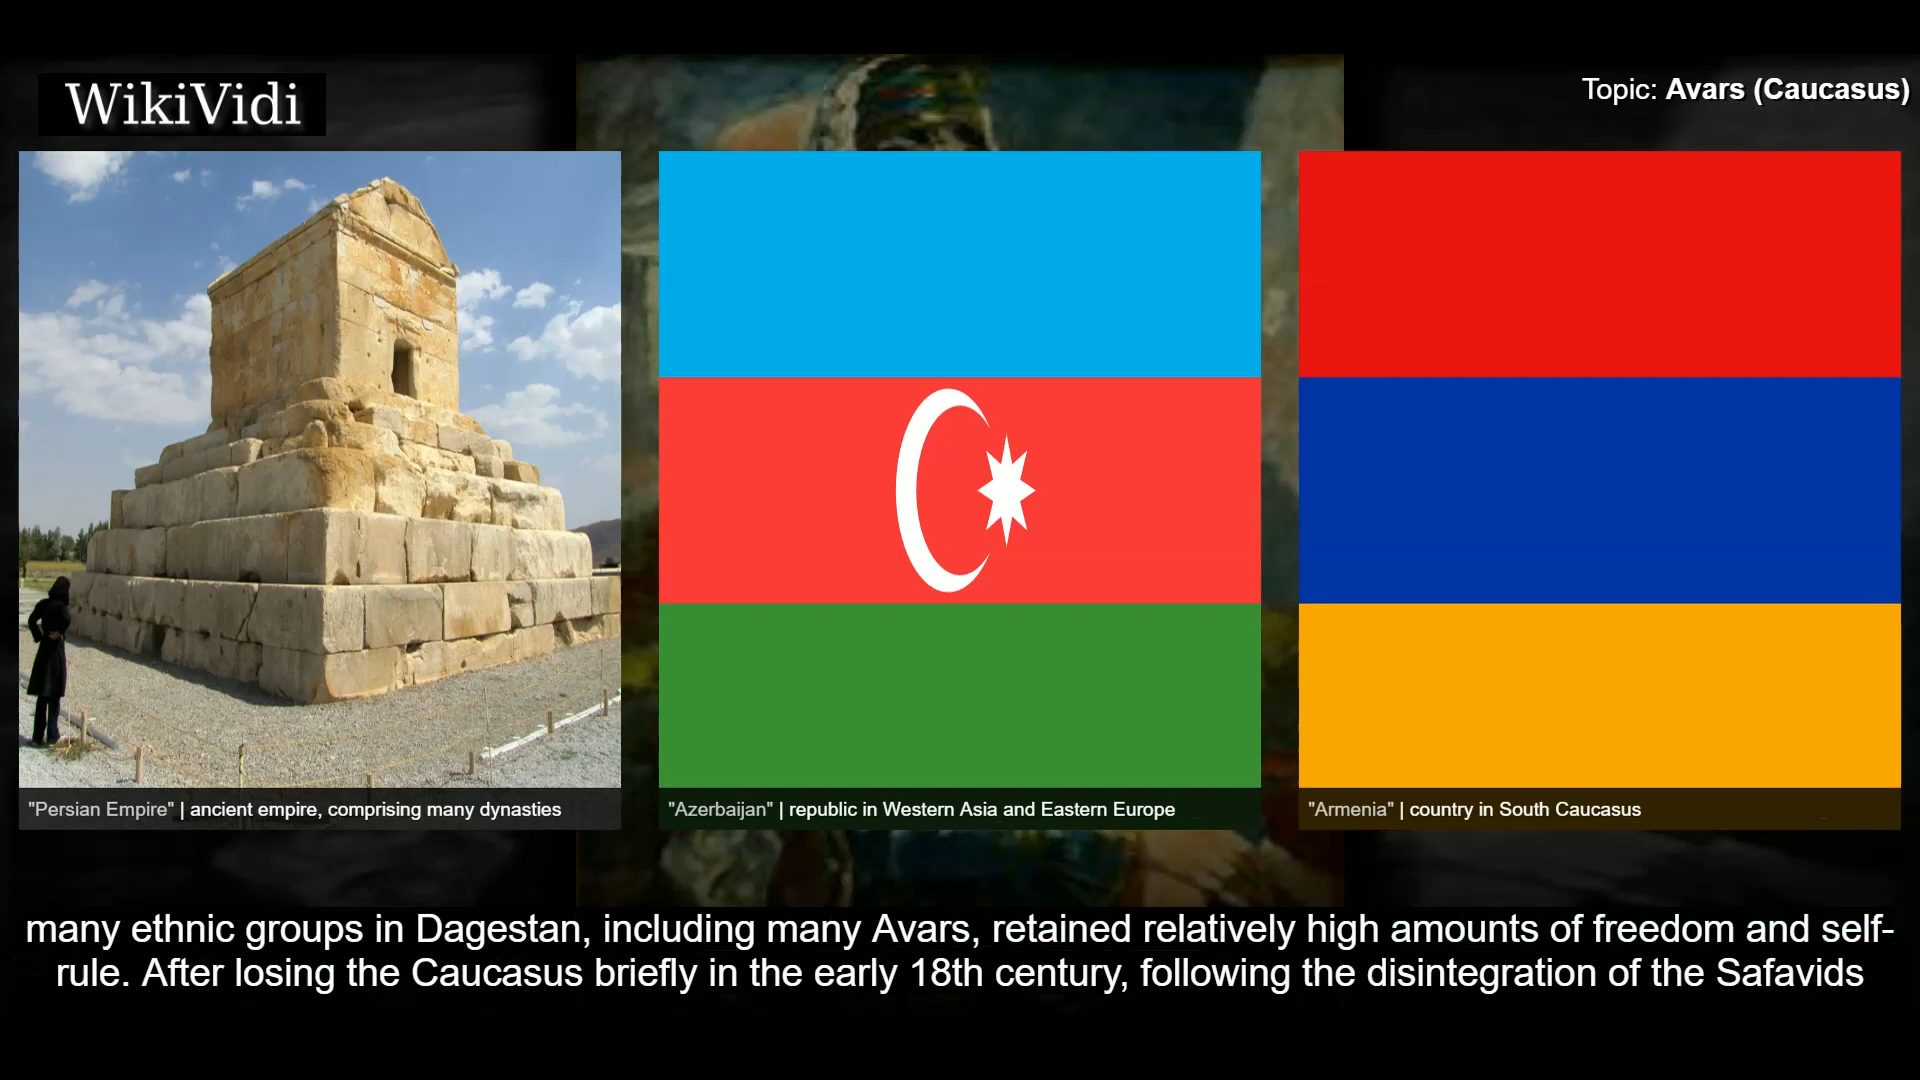 WikiVidi
Topic: Avars (Caucasus)
"Persian Empire" | ancient empire, comprising many dynasties
"Azerbaijan" | republic in Western Asia and Eastern Europe
"Armenia" | country in South Caucasus
many ethnic groups in Dagestan, including many Avars, retained relatively high amounts of freedom and self-
rule. After losing the Caucasus briefly in the early 18th century, following the disintegration of the Safavids